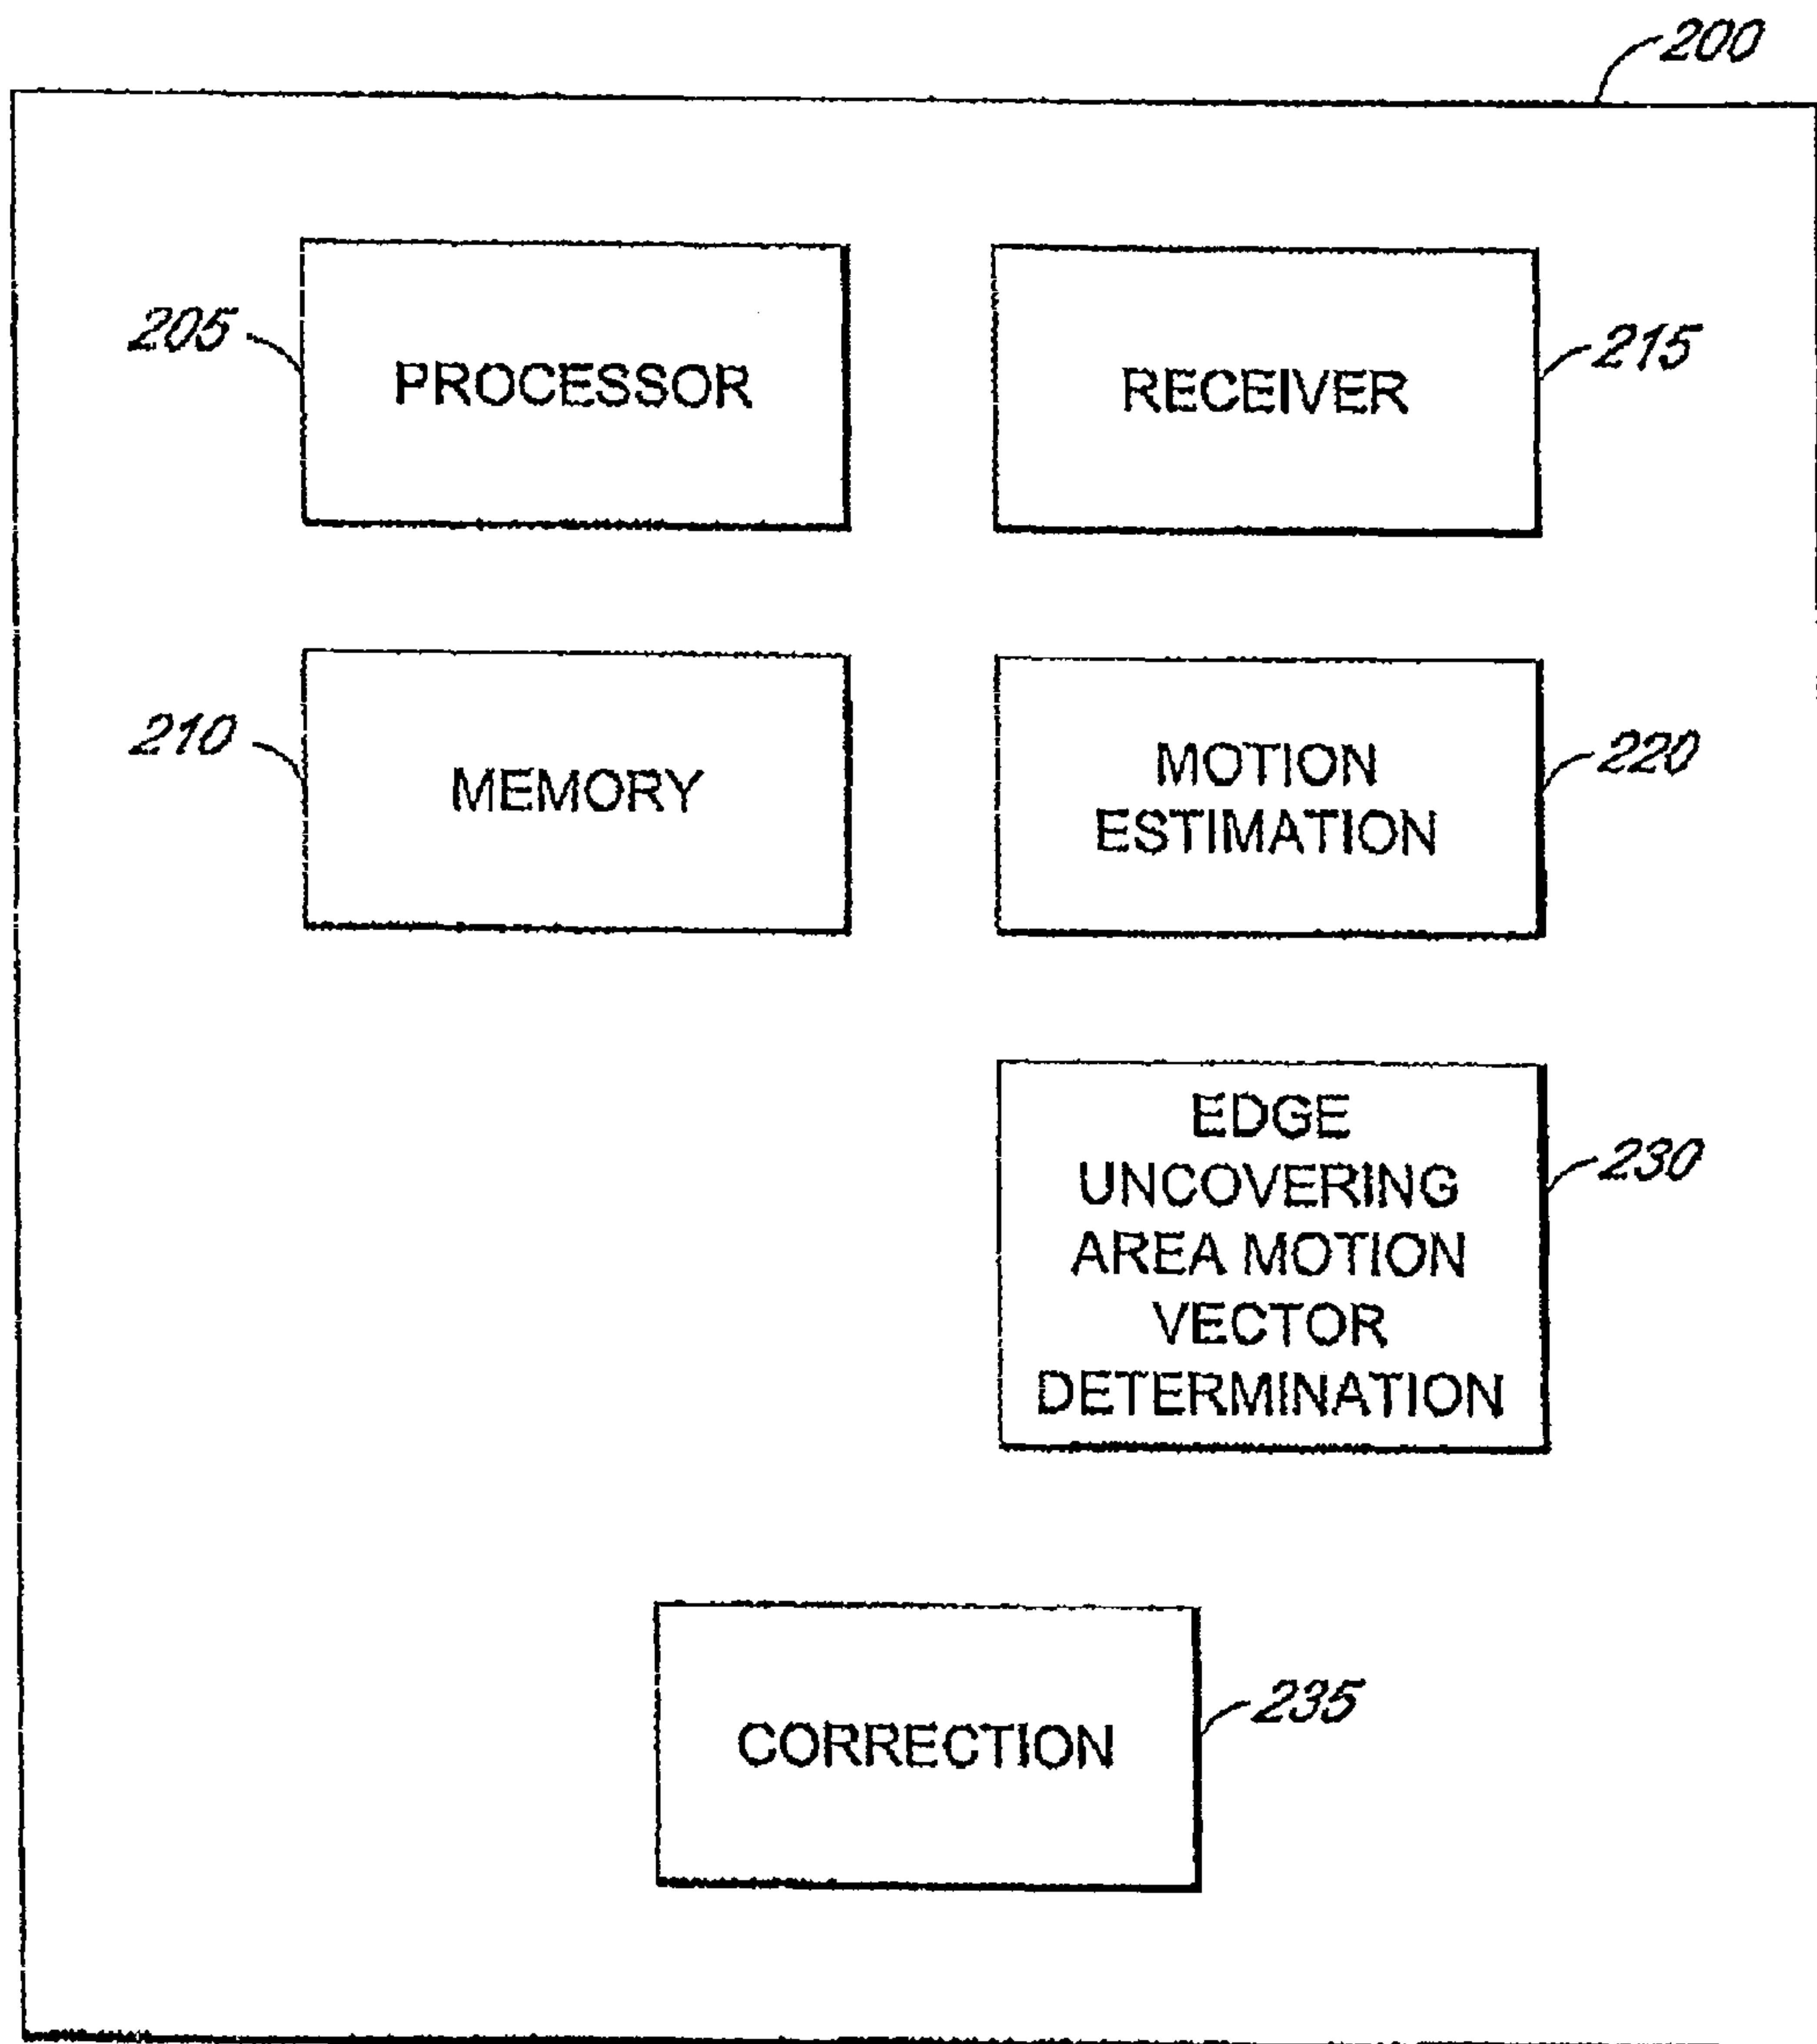 200
205
PROCESSOR
RECEIVER
215
210
MEMORY
MOTION
ESTIMATION
220
EDGE
UNCOVERING
AREA MOTION
VECTOR
DETERMINATION
230
CORRECTION
235